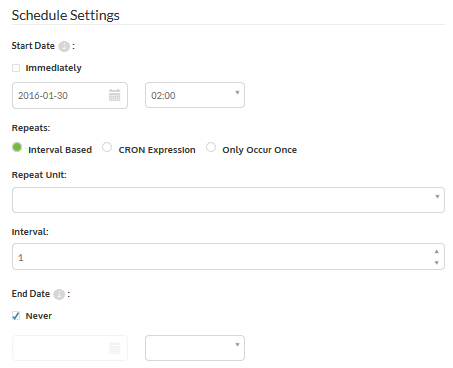 Schedule Settings
Start Date i :
Immediately
2016-01-30 02:00
Repeats:
Interval Based CRON Expression Only Occur Once
Repeat Unit:
Interval:
1
End Date i :
Never